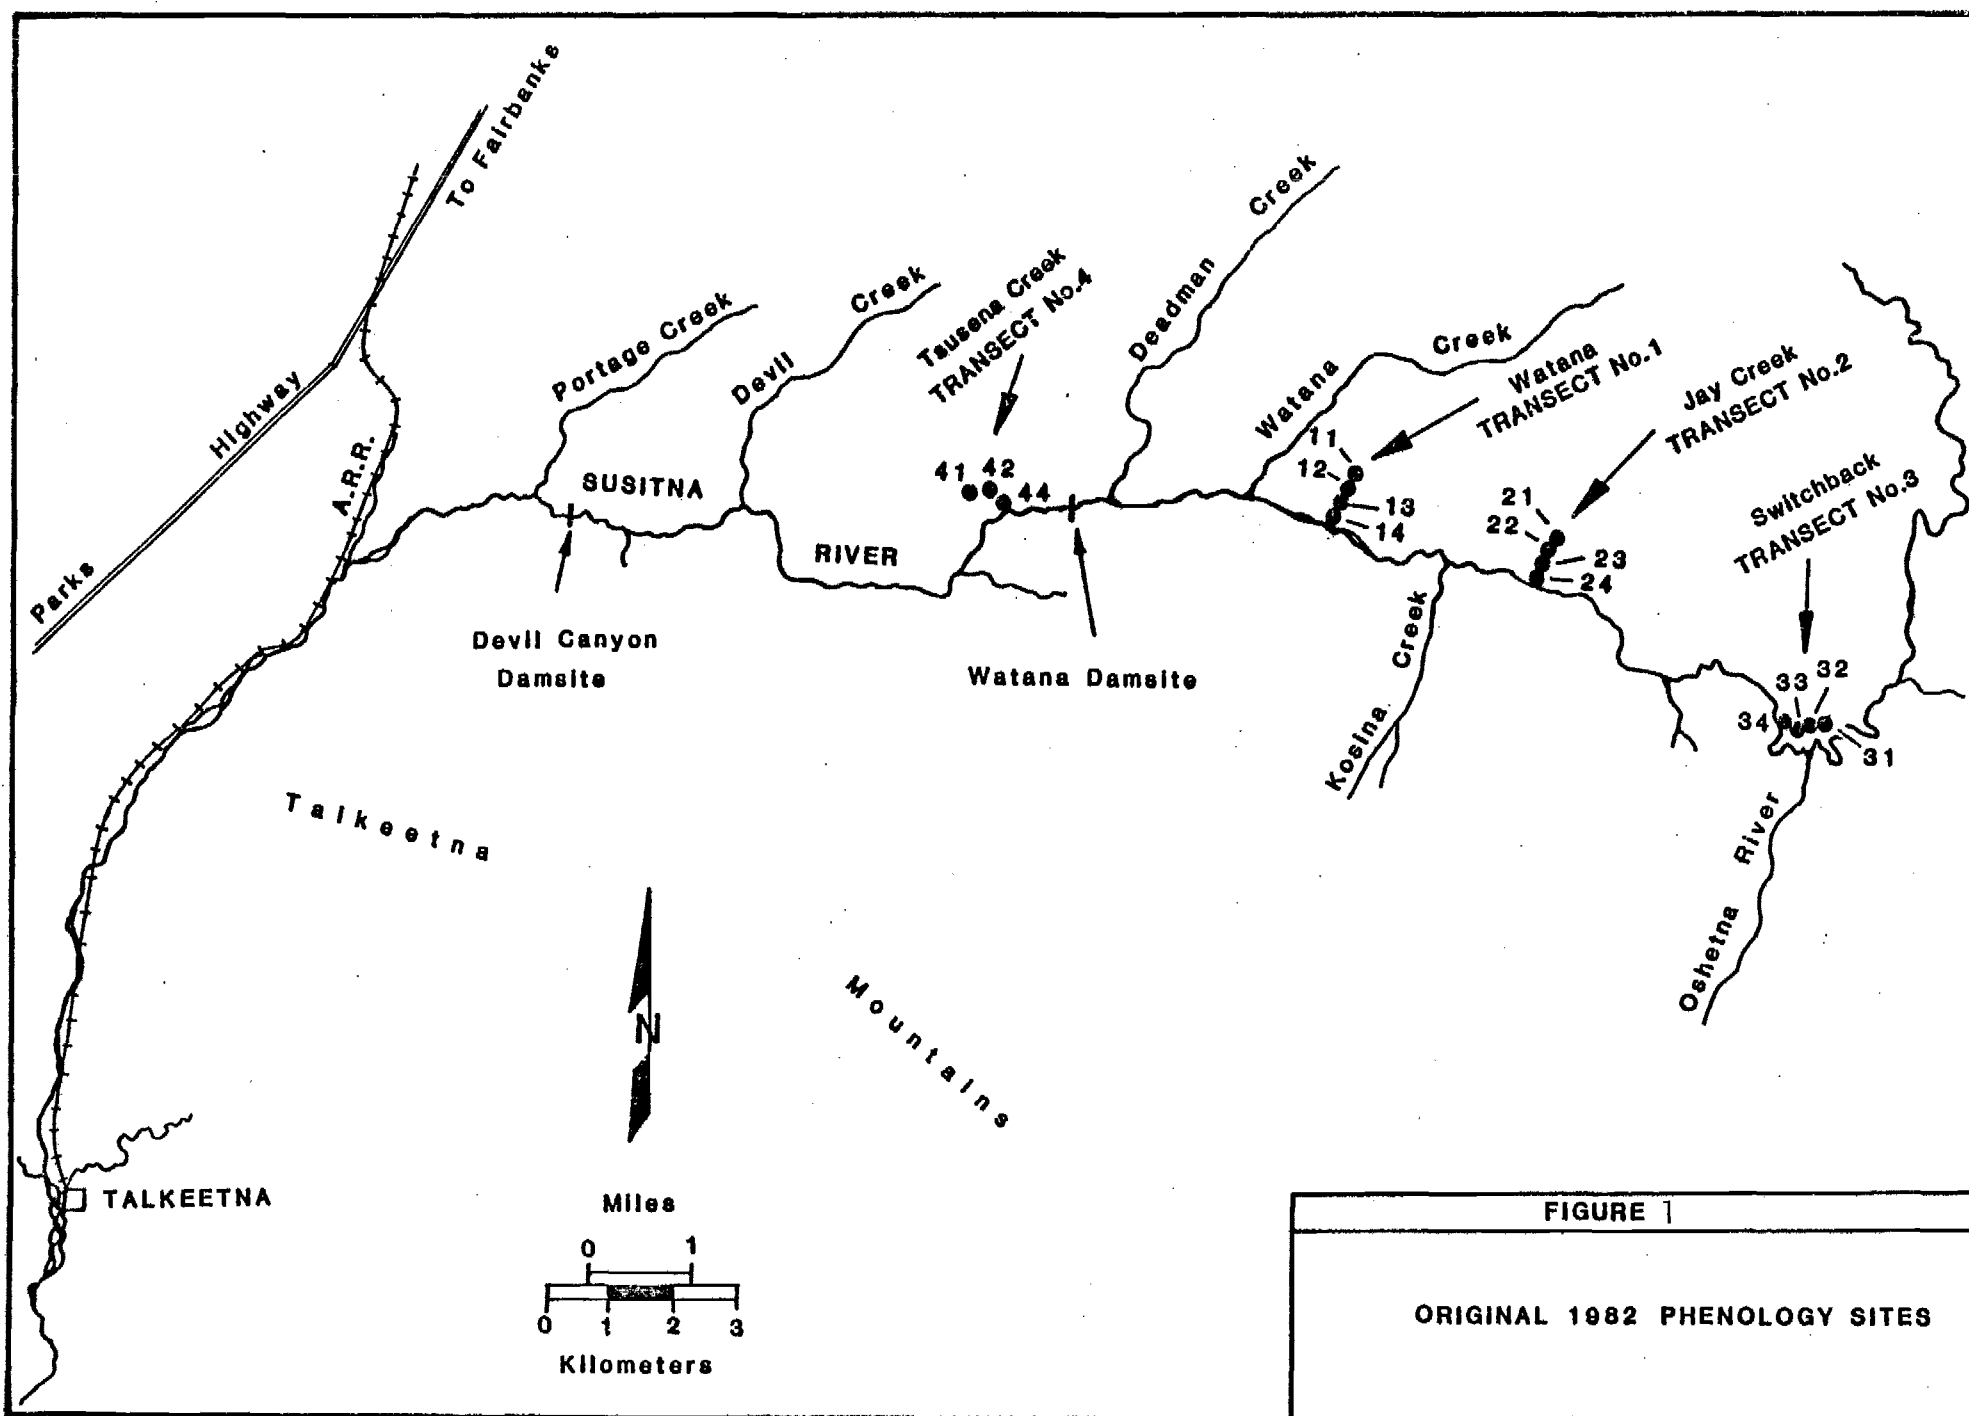 To Fairbanks
Highway
Parks
A.R.R.
Portage Creek
Devil
Creek
Tsusena Creek
TRANSECT No.4
Deadman
Creek
Watana
Creek
Watana
TRANSECT No.1
Jay Creek
TRANSECT No.2
Switchback
TRANSECT No.3
SUSITNA
RIVER
41
42
44
11
12
13
14
21
22
23
24
33
32
34
31
Devil Canyon
Damsite
Watana Damsite
Kosina
Creek
Oshetna
River
Talkeetna
Mountains
N
TALKEETNA
Miles
0 1
0 1 2 3
Kilometers
FIGURE 1
ORIGINAL 1982 PHENOLOGY SITES